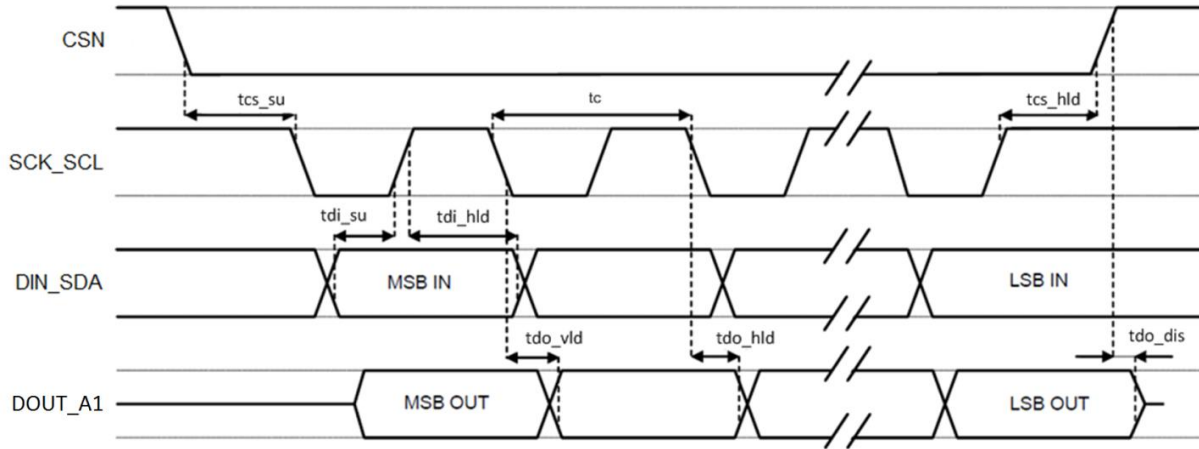 CSN
tcs_su
tc
tcs_hld
SCK_SCL
tdi_su
tdi_hld
DIN_SDA
MSB IN
LSB IN
tdo_vld
tdo_hld
tdo_dis
DOUT_A1
MSB OUT
LSB OUT